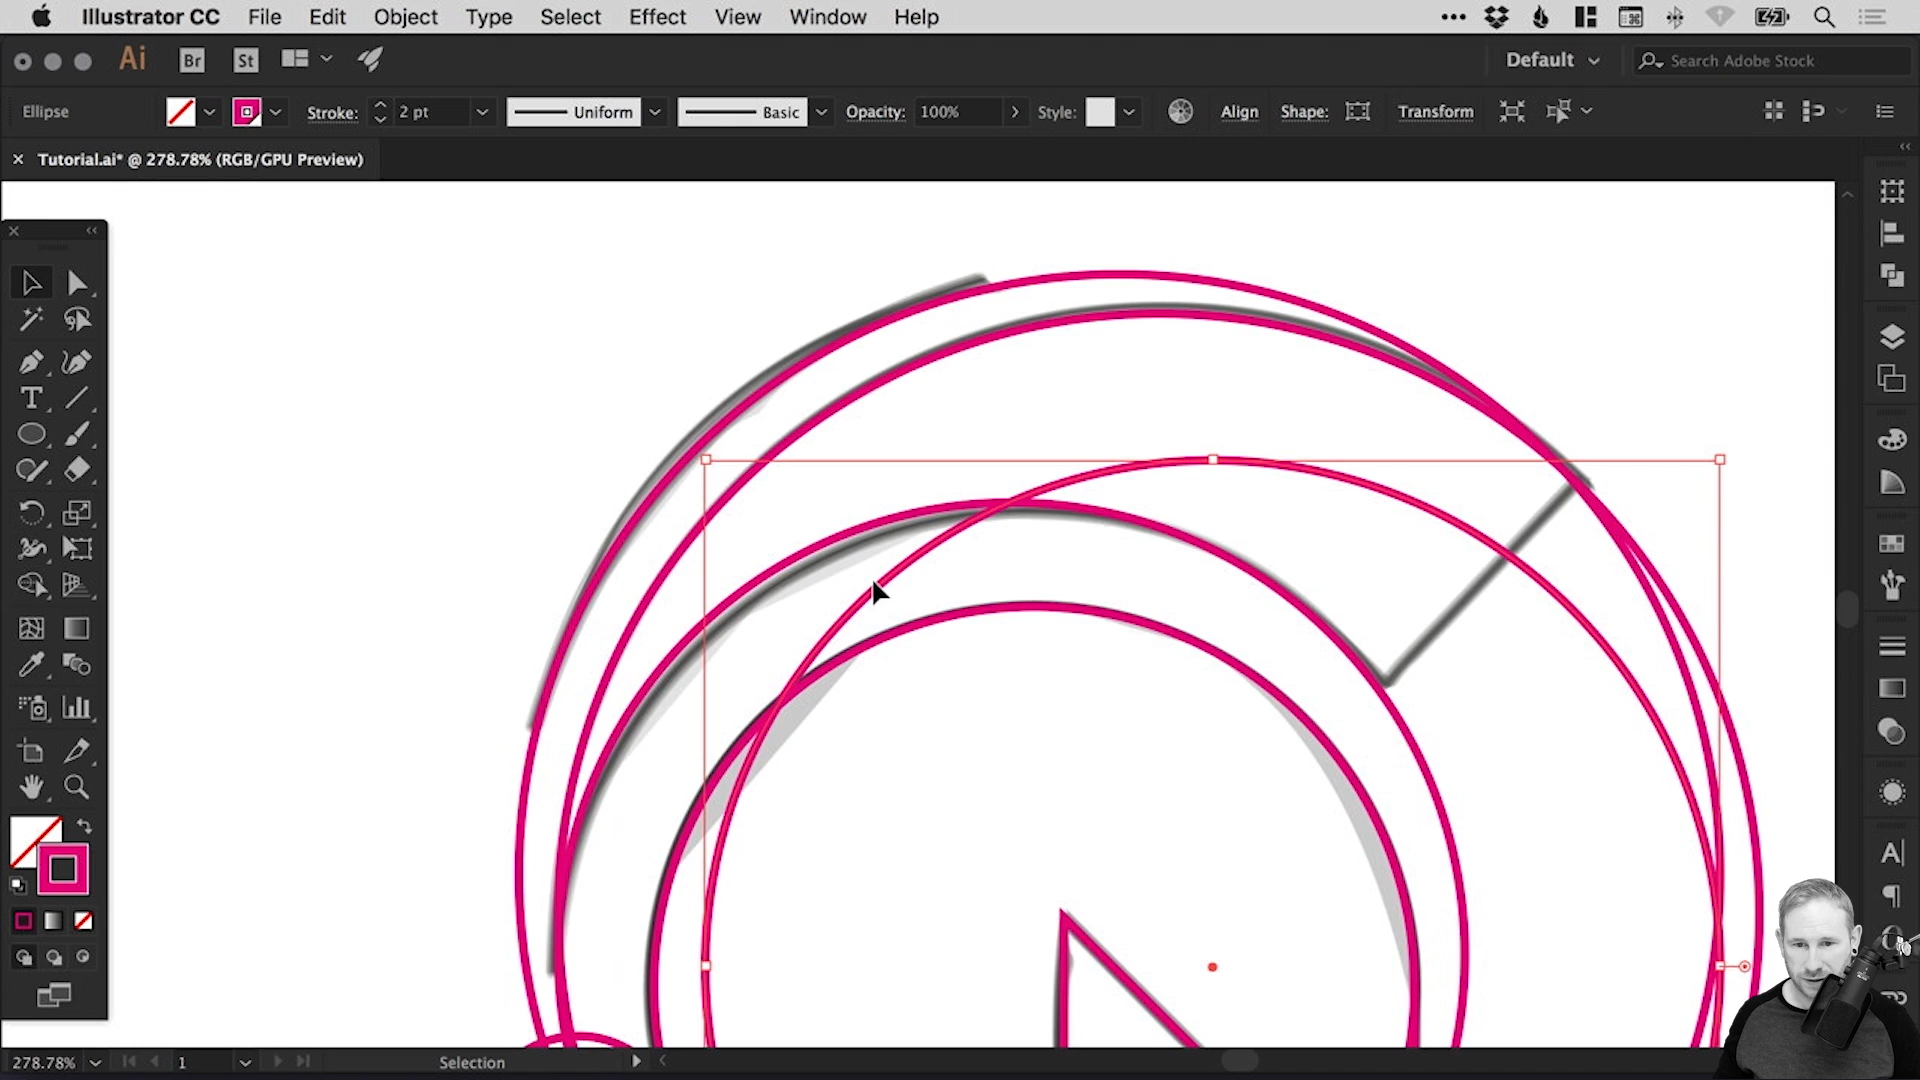 Illustrator CC File Edit Object Type Select Effect View Window Help
Ai Br St Default Search Adobe Stock
Ellipse Stroke: 2 pt Uniform Basic Opacity: 100% Style: Align Shape: Transform
Tutorial.ai* @ 278.78% (RGB/GPU Preview)
278.78% 1 Selection